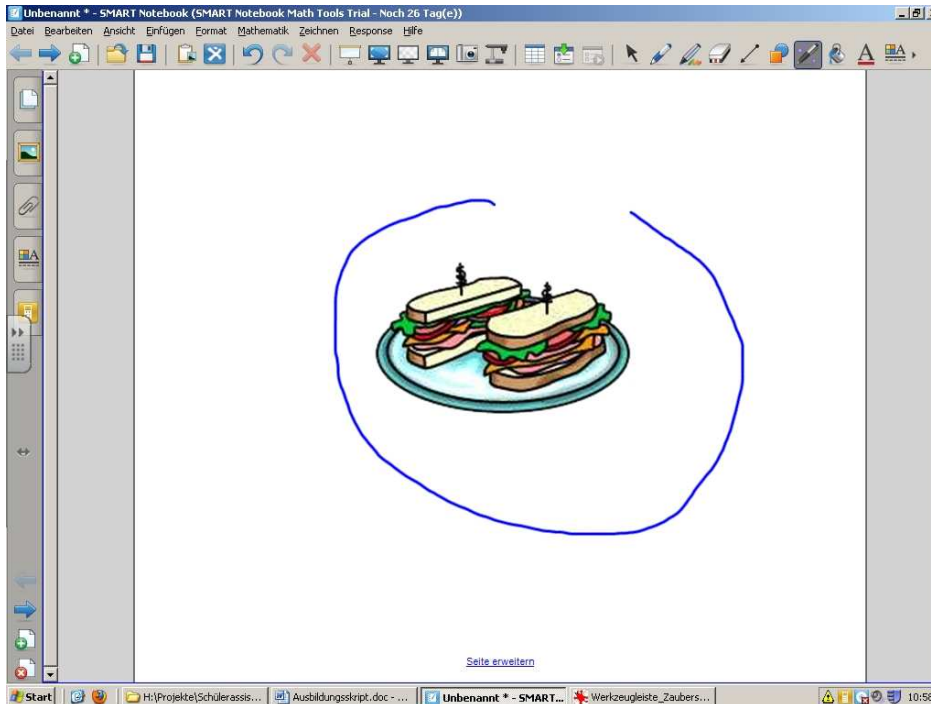 Unbenannt * - SMART Notebook (SMART Notebook Math Tools Trial - Noch 26 Tag(e))
Datei Bearbeiten Ansicht Einfügen Format Mathematik Zeichnen Response Hilfe
Seite erweitern
Start H:\Projekte\Schülerassis... Ausbildungsskript.doc - ... Unbenannt * - SMART... Werkzeugleiste_Zaubers... 10:58